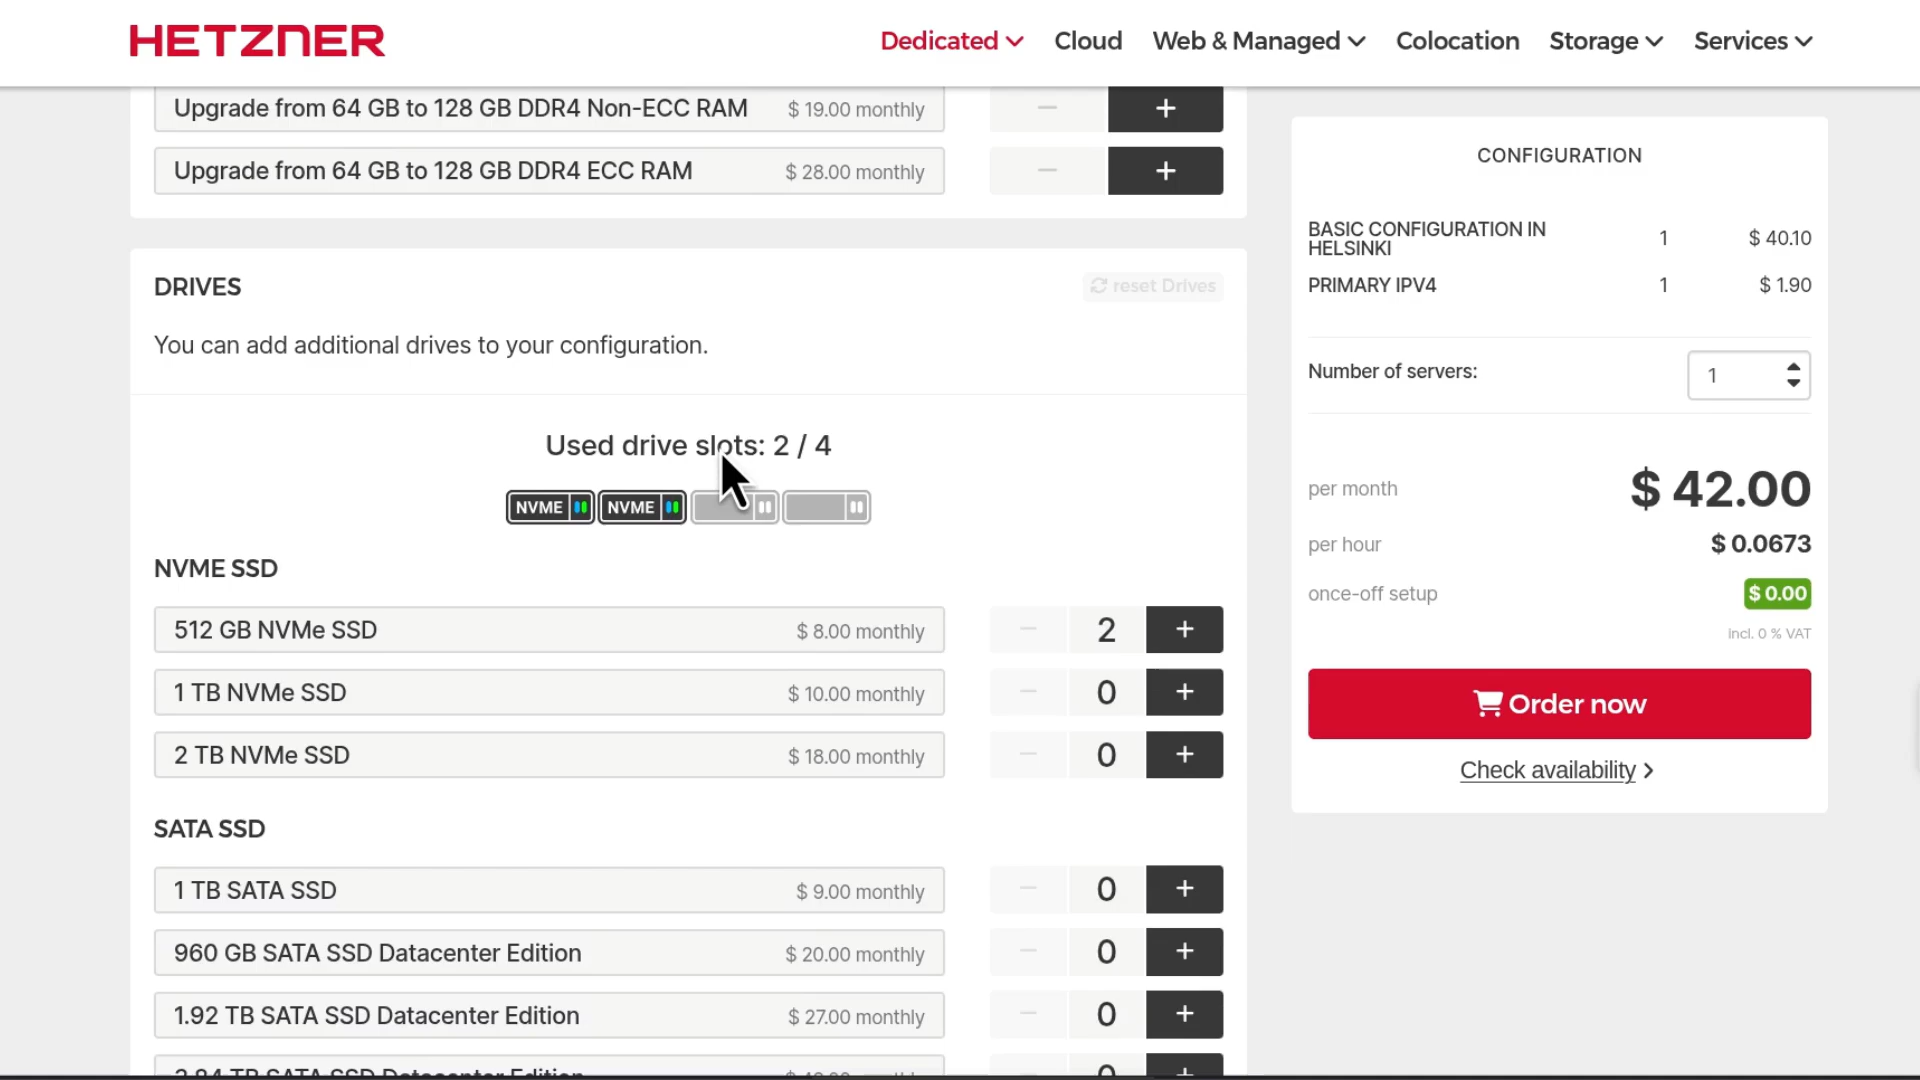 HETZNER
Dedicated Cloud Web & Managed Colocation Storage Services
Upgrade from 64 GB to 128 GB DDR4 Non-ECC RAM $ 19.00 monthly − +
Upgrade from 64 GB to 128 GB DDR4 ECC RAM $ 28.00 monthly − +
DRIVES reset Drives
You can add additional drives to your configuration.
Used drive slots: 2 / 4
NVME NVME
NVME SSD
512 GB NVMe SSD $ 8.00 monthly − 2 +
1 TB NVMe SSD $ 10.00 monthly − 0 +
2 TB NVMe SSD $ 18.00 monthly − 0 +
SATA SSD
1 TB SATA SSD $ 9.00 monthly − 0 +
960 GB SATA SSD Datacenter Edition $ 20.00 monthly − 0 +
1.92 TB SATA SSD Datacenter Edition $ 27.00 monthly − 0 +
3.84 TB SATA SSD Datacenter Edition
CONFIGURATION
BASIC CONFIGURATION IN
HELSINKI 1 $ 40.10
PRIMARY IPV4 1 $ 1.90
Number of servers: 1
per month $ 42.00
per hour $ 0.0673
once-off setup $ 0.00
Incl. 0 % VAT
Order now
Check availability